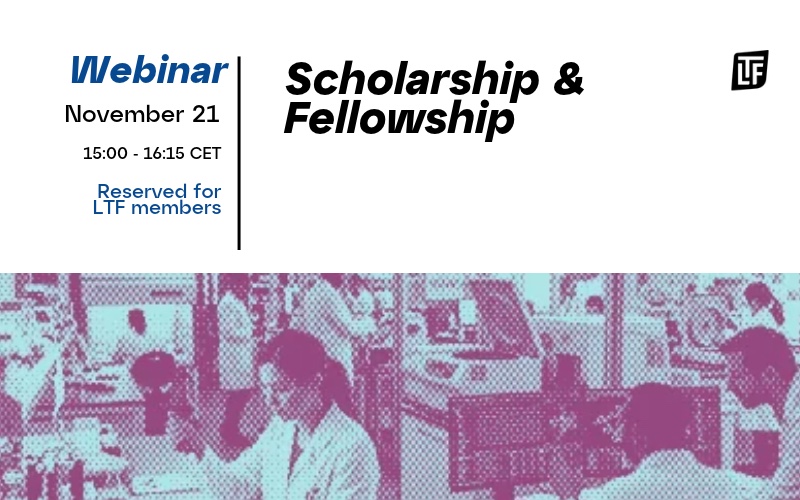 Webinar
November 21
15:00 - 16:15 CET
Reserved for
LTF members
Scholarship &
Fellowship
LTF